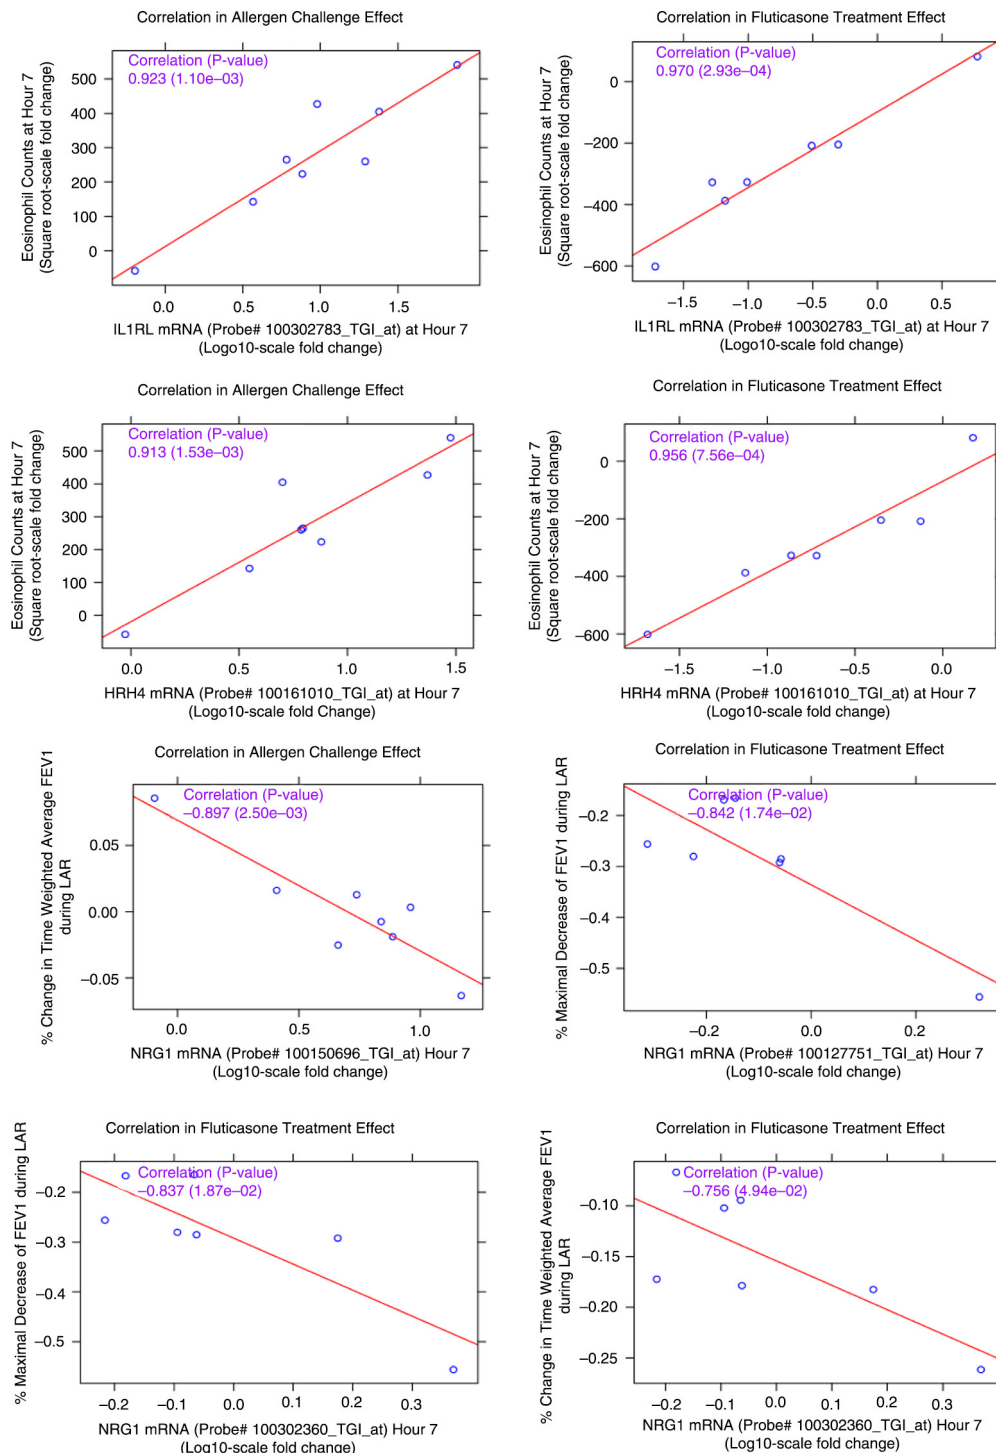 Correlation in Allergen Challenge Effect
Correlation (P-value)
0.923 (1.10e−03)
Eosinophil Counts at Hour 7
(Square root-scale fold change)
500
400
300
200
100
0
0.0 0.5 1.0 1.5
IL1RL mRNA (Probe# 100302783_TGI_at) at Hour 7
(Logo10-scale fold change)
Correlation in Fluticasone Treatment Effect
Correlation (P-value)
0.970 (2.93e−04)
Eosinophil Counts at Hour 7
(Square root-scale fold change)
0
−200
−400
−600
−1.5 −1.0 −0.5 0.0 0.5
IL1RL mRNA (Probe# 100302783_TGI_at) at Hour 7
(Logo10-scale fold change)
Correlation in Allergen Challenge Effect
Correlation (P-value)
0.913 (1.53e−03)
Eosinophil Counts at Hour 7
(Square root-scale fold change)
500
400
300
200
100
0
0.0 0.5 1.0 1.5
HRH4 mRNA (Probe# 100161010_TGI_at) at Hour 7
(Logo10-scale fold Change)
Correlation in Fluticasone Treatment Effect
Correlation (P-value)
0.956 (7.56e−04)
Eosinophil Counts at Hour 7
(Square root-scale fold change)
0
−200
−400
−600
−1.5 −1.0 −0.5 0.0
HRH4 mRNA (Probe# 100161010_TGI_at) at Hour 7
(Logo10-scale fold Change)
Correlation in Allergen Challenge Effect
Correlation (P-value)
−0.897 (2.50e−03)
% Change in Time Weighted Average FEV1
during LAR
0.05
0.00
−0.05
0.0 0.5 1.0
NRG1 mRNA (Probe# 100150696_TGI_at) Hour 7
(Log10-scale fold change)
Correlation in Fluticasone Treatment Effect
Correlation (P-value)
−0.842 (1.74e−02)
% Maximal Decrease of FEV1 during LAR
−0.2
−0.3
−0.4
−0.5
−0.2 0.0 0.2
NRG1 mRNA (Probe# 100127751_TGI_at) Hour 7
(Log10-scale fold change)
Correlation in Fluticasone Treatment Effect
Correlation (P-value)
−0.837 (1.87e−02)
% Maximal Decrease of FEV1 during LAR
−0.2
−0.3
−0.4
−0.5
−0.2 −0.1 0.0 0.1 0.2 0.3
NRG1 mRNA (Probe# 100302360_TGI_at) Hour 7
(Log10-scale fold change)
Correlation in Fluticasone Treatment Effect
Correlation (P-value)
−0.756 (4.94e−02)
% Change in Time Weighted Average FEV1
during LAR
−0.10
−0.15
−0.20
−0.25
−0.2 −0.1 0.0 0.1 0.2 0.3
NRG1 mRNA (Probe# 100302360_TGI_at) Hour 7
(Log10-scale fold change)